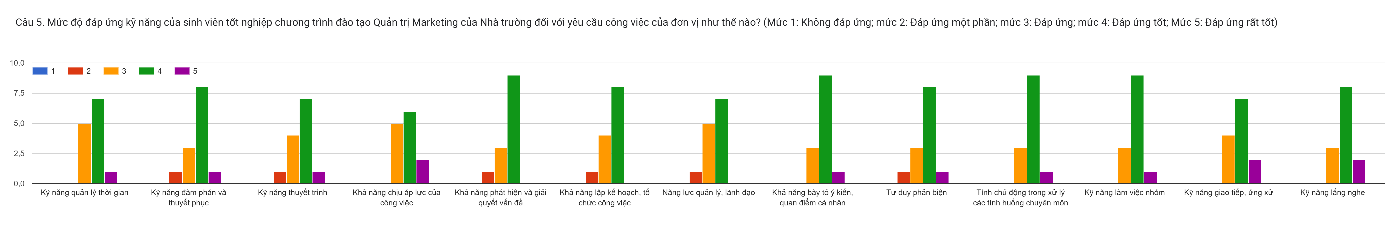 Câu 5. Mức độ đáp ứng kỹ năng của sinh viên tốt nghiệp chương trình đào tạo Quản trị Marketing của Nhà trường đối với yêu cầu công việc của đơn vị như thế nào? (Mức 1: Không đáp ứng; mức 2: Đáp ứng một phần; mức 3: Đáp ứng; mức 4: Đáp ứng tốt; Mức 5: Đáp ứng rất tốt)
10,0
1 2 3 4 5
7,5
5,0
2,5
0,0
Kỹ năng quản lý thời gian
Kỹ năng đàm phán và
thuyết phục
Kỹ năng thuyết trình
Khả năng chịu áp lực của
công việc
Khả năng phát hiện và giải
quyết vấn đề
Khả năng lập kế hoạch, tổ
chức công việc
Năng lực quản lý, lãnh đạo
Khả năng bày tỏ ý kiến,
quan điểm cá nhân
Tư duy phản biện
Tính chủ động trong xử lý
các tình huống chuyên môn
Kỹ năng làm việc nhóm
Kỹ năng giao tiếp, ứng xử
Kỹ năng lắng nghe